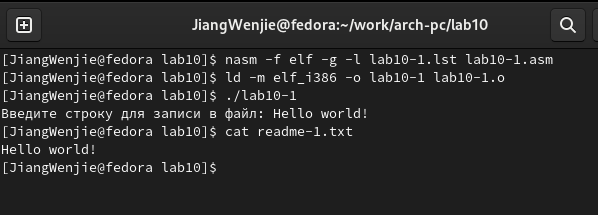 JiangWenjie@fedora:~/work/arch-pc/lab10
[JiangWenjie@fedora lab10]$ nasm -f elf -g -l lab10-1.lst lab10-1.asm
[JiangWenjie@fedora lab10]$ ld -m elf_i386 -o lab10-1 lab10-1.o
[JiangWenjie@fedora lab10]$ ./lab10-1
Введите строку для записи в файл: Hello world!
[JiangWenjie@fedora lab10]$ cat readme-1.txt
Hello world!
[JiangWenjie@fedora lab10]$